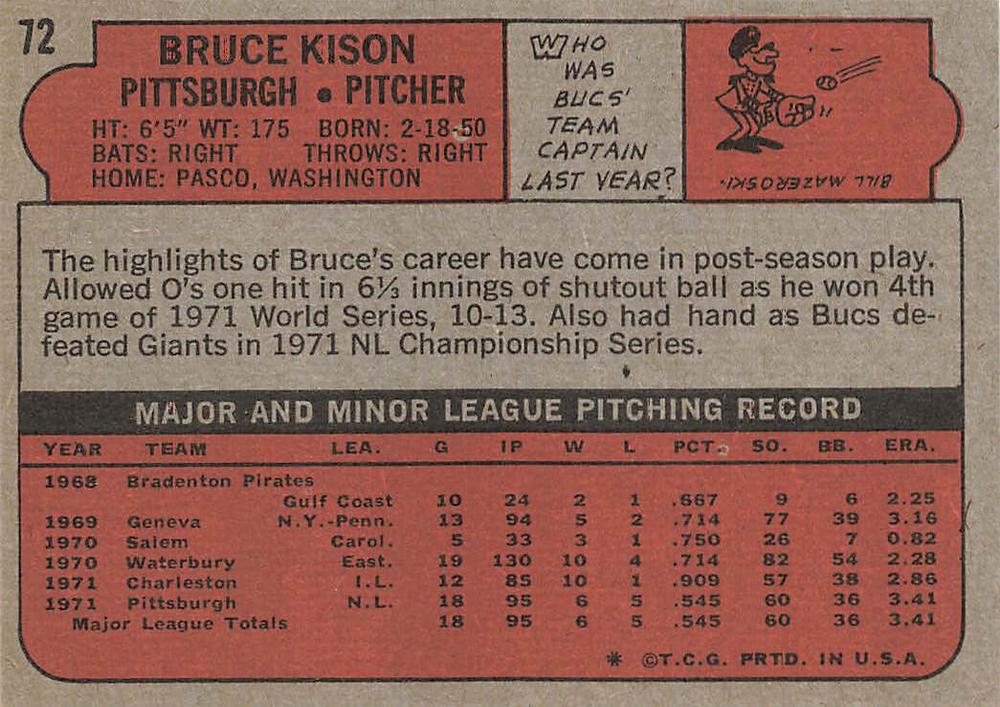 72
BRUCE KISON
PITTSBURGH • PITCHER
HT: 6'5" WT: 175 BORN: 2-18-50
BATS: RIGHT THROWS: RIGHT
HOME: PASCO, WASHINGTON
WHO
WAS
BUCS'
TEAM
CAPTAIN
LAST YEAR?
BILL MAZEROSKI.
The highlights of Bruce's career have come in post-season play.
Allowed O's one hit in 6⅓ innings of shutout ball as he won 4th
game of 1971 World Series, 10-13. Also had hand as Bucs de-
feated Giants in 1971 NL Championship Series.
MAJOR AND MINOR LEAGUE PITCHING RECORD
YEAR TEAM LEA. G IP W L PCT. SO. BB. ERA.
1968 Bradenton Pirates
Gulf Coast 10 24 2 1 .667 9 6 2.25
1969 Geneva N.Y.-Penn. 13 94 5 2 .714 77 39 3.16
1970 Salem Carol. 5 33 3 1 .750 26 7 0.82
1970 Waterbury East. 19 130 10 4 .714 82 54 2.28
1971 Charleston I.L. 12 85 10 1 .909 57 38 2.86
1971 Pittsburgh N.L. 18 95 6 5 .545 60 36 3.41
Major League Totals 18 95 6 5 .545 60 36 3.41
* ©T.C.G. PRTD. IN U.S.A.